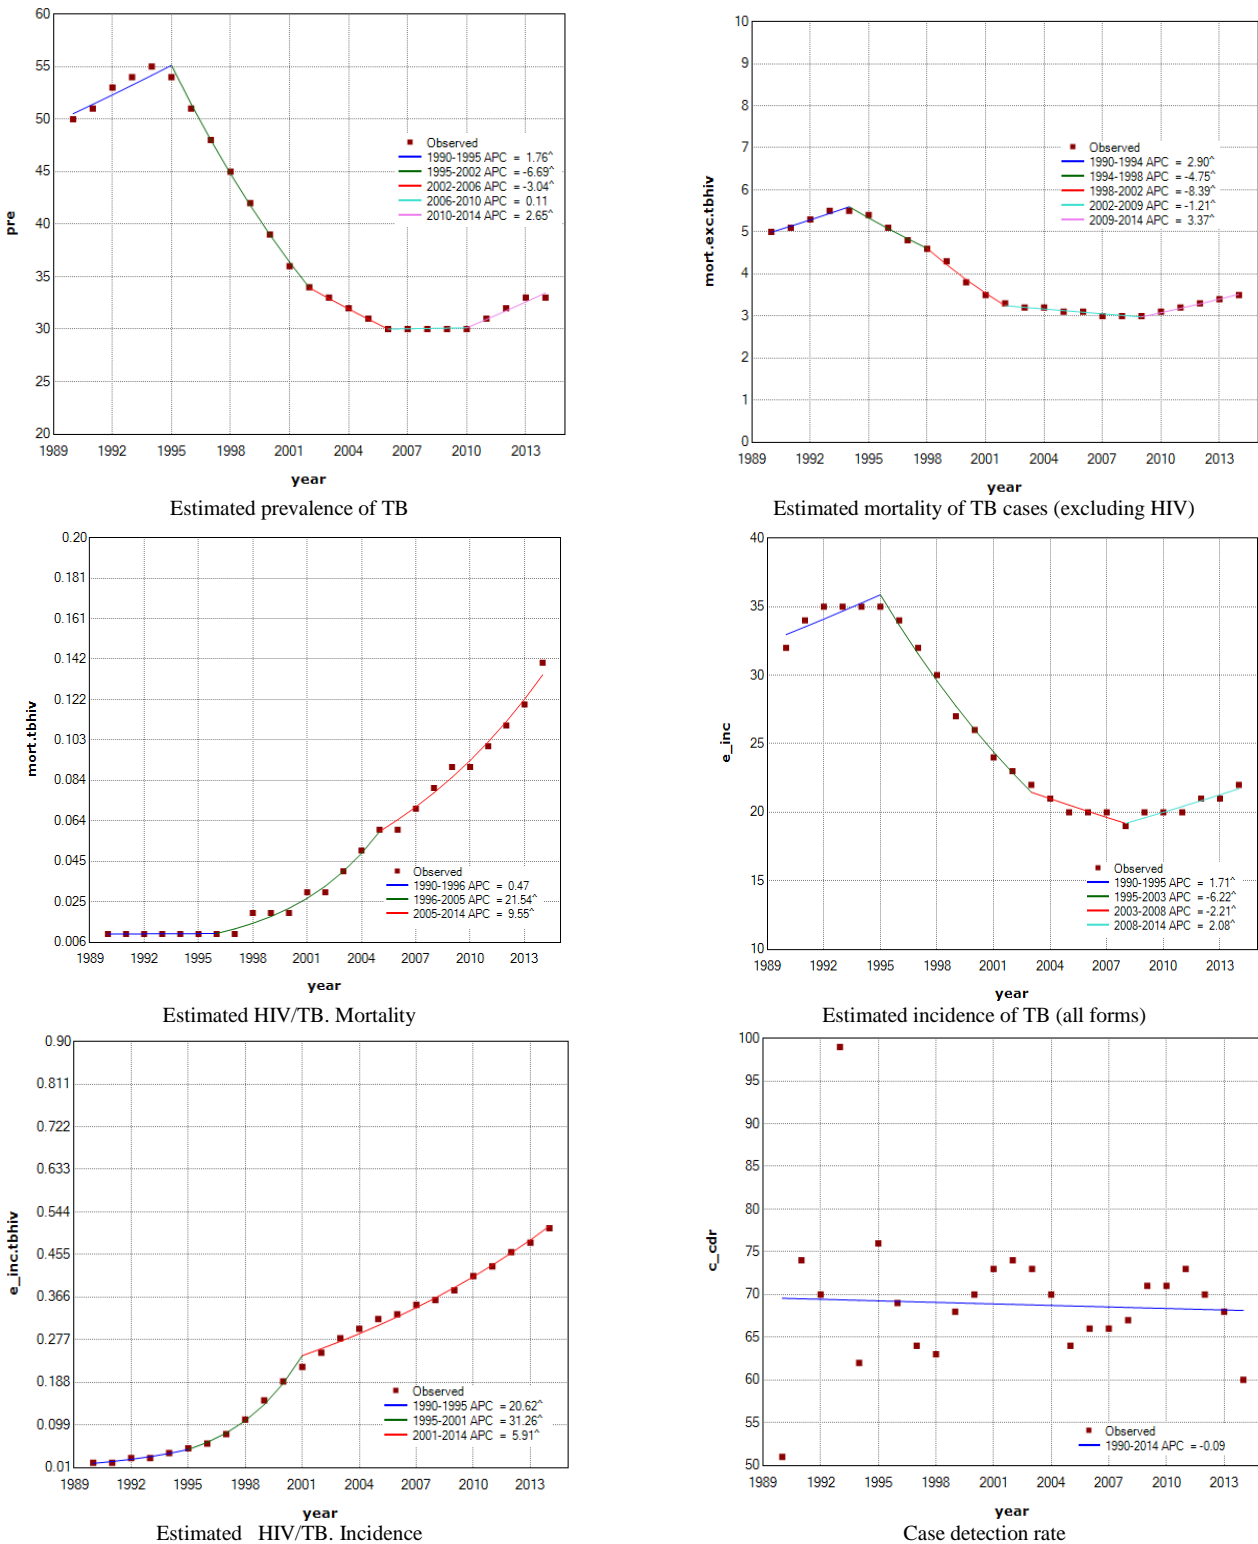 60
55
50
45
40
35
30
25
20
pre
Observed
1990-1995 APC = 1.76^
1995-2002 APC = -6.69^
2002-2006 APC = -3.04^
2006-2010 APC = 0.11
2010-2014 APC = 2.65^
1989 1992 1995 1998 2001 2004 2007 2010 2013
year
Estimated prevalence of TB
10
9
8
7
6
5
4
3
2
1
0
mort.exc.tbhiv
Observed
1990-1994 APC = 2.90^
1994-1998 APC = -4.75^
1998-2002 APC = -8.39^
2002-2009 APC = -1.21^
2009-2014 APC = 3.37^
1989 1992 1995 1998 2001 2004 2007 2010 2013
year
Estimated mortality of TB cases (excluding HIV)
0.20
0.181
0.161
0.142
0.122
0.103
0.084
0.064
0.045
0.025
0.006
mort.tbhiv
Observed
1990-1996 APC = 0.47
1996-2005 APC = 21.54^
2005-2014 APC = 9.55^
1989 1992 1995 1998 2001 2004 2007 2010 2013
year
Estimated HIV/TB. Mortality
40
35
30
25
20
15
10
e_inc
Observed
1990-1995 APC = 1.71^
1995-2003 APC = -6.22^
2003-2008 APC = -2.21^
2008-2014 APC = 2.08^
1989 1992 1995 1998 2001 2004 2007 2010 2013
year
Estimated incidence of TB (all forms)
0.90
0.811
0.722
0.633
0.544
0.455
0.366
0.277
0.188
0.099
0.01
e_inc.tbhiv
Observed
1990-1995 APC = 20.62^
1995-2001 APC = 31.26^
2001-2014 APC = 5.91^
1989 1992 1995 1998 2001 2004 2007 2010 2013
year
Estimated HIV/TB. Incidence
100
95
90
85
80
75
70
65
60
55
50
c_cdr
Observed
1990-2014 APC = -0.09
1989 1992 1995 1998 2001 2004 2007 2010 2013
year
Case detection rate